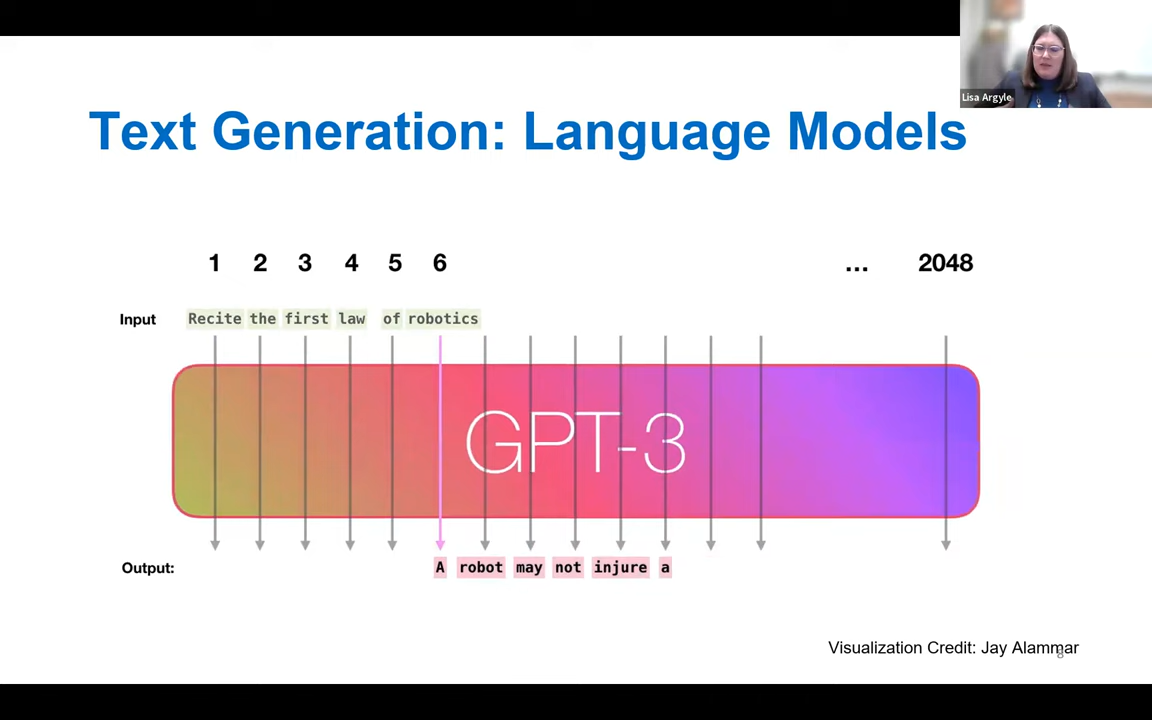 Lisa Argyle
Text Generation: Language Models
1 2 3 4 5 6 ... 2048
Input Recite the first law of robotics
GPT-3
Output: A robot may not injure a
Visualization Credit: Jay Alammar
8